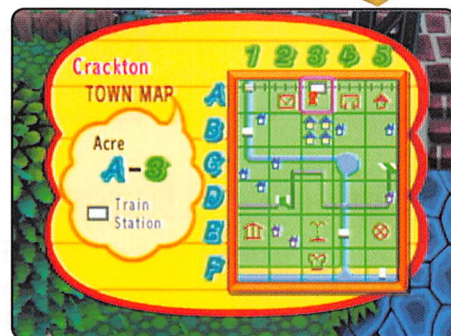 1 2 3 4 5
Crackton
TOWN MAP
A
B
C
D
E
F
Acre
A-3
Train
Station